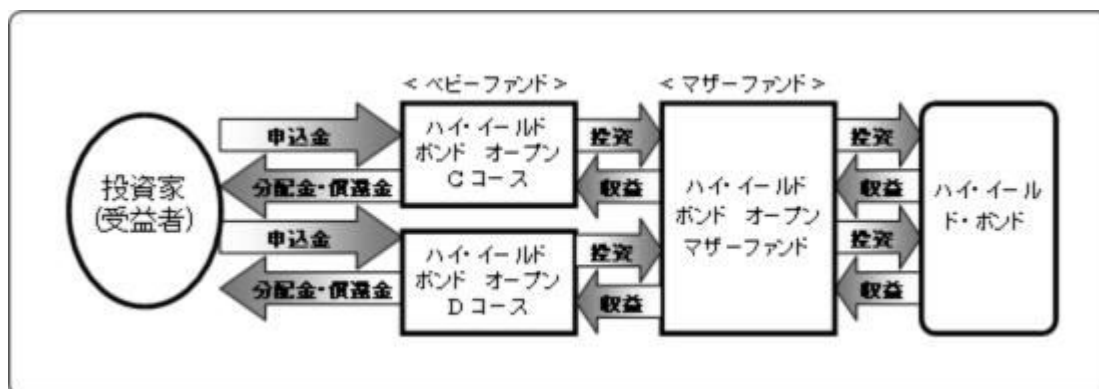 ＜ベビーファンド＞
＜マザーファンド＞
投資家
(受益者)
申込金
分配金・償還金
申込金
分配金・償還金
ハイ・イールド
ボンド オープン
Cコース
ハイ・イールド
ボンド オープン
Dコース
投資
収益
投資
収益
ハイ・イールド
ボンド オープン
マザーファンド
投資
収益
投資
収益
ハイ・イール
ド・ボンド